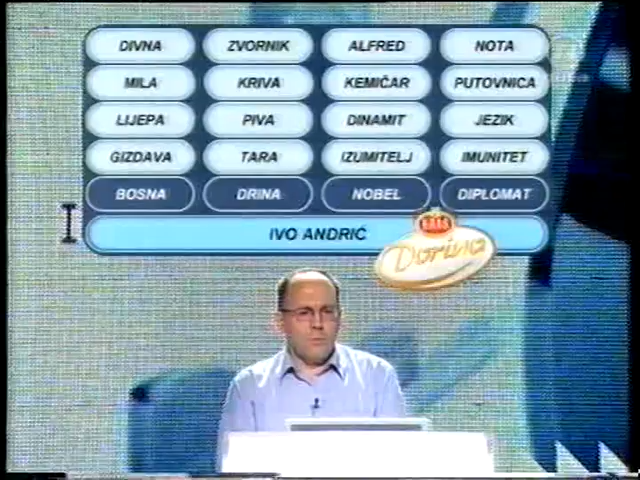 DIVNA ZVORNIK ALFRED NOTA
MILA KRIVA KEMIČAR PUTOVNICA
LIJEPA PIVA DINAMIT JEZIK
GIZDAVA TARA IZUMITELJ IMUNITET
BOSNA DRINA NOBEL DIPLOMAT
IVO ANDRIĆ
KRAŠ
Dorina